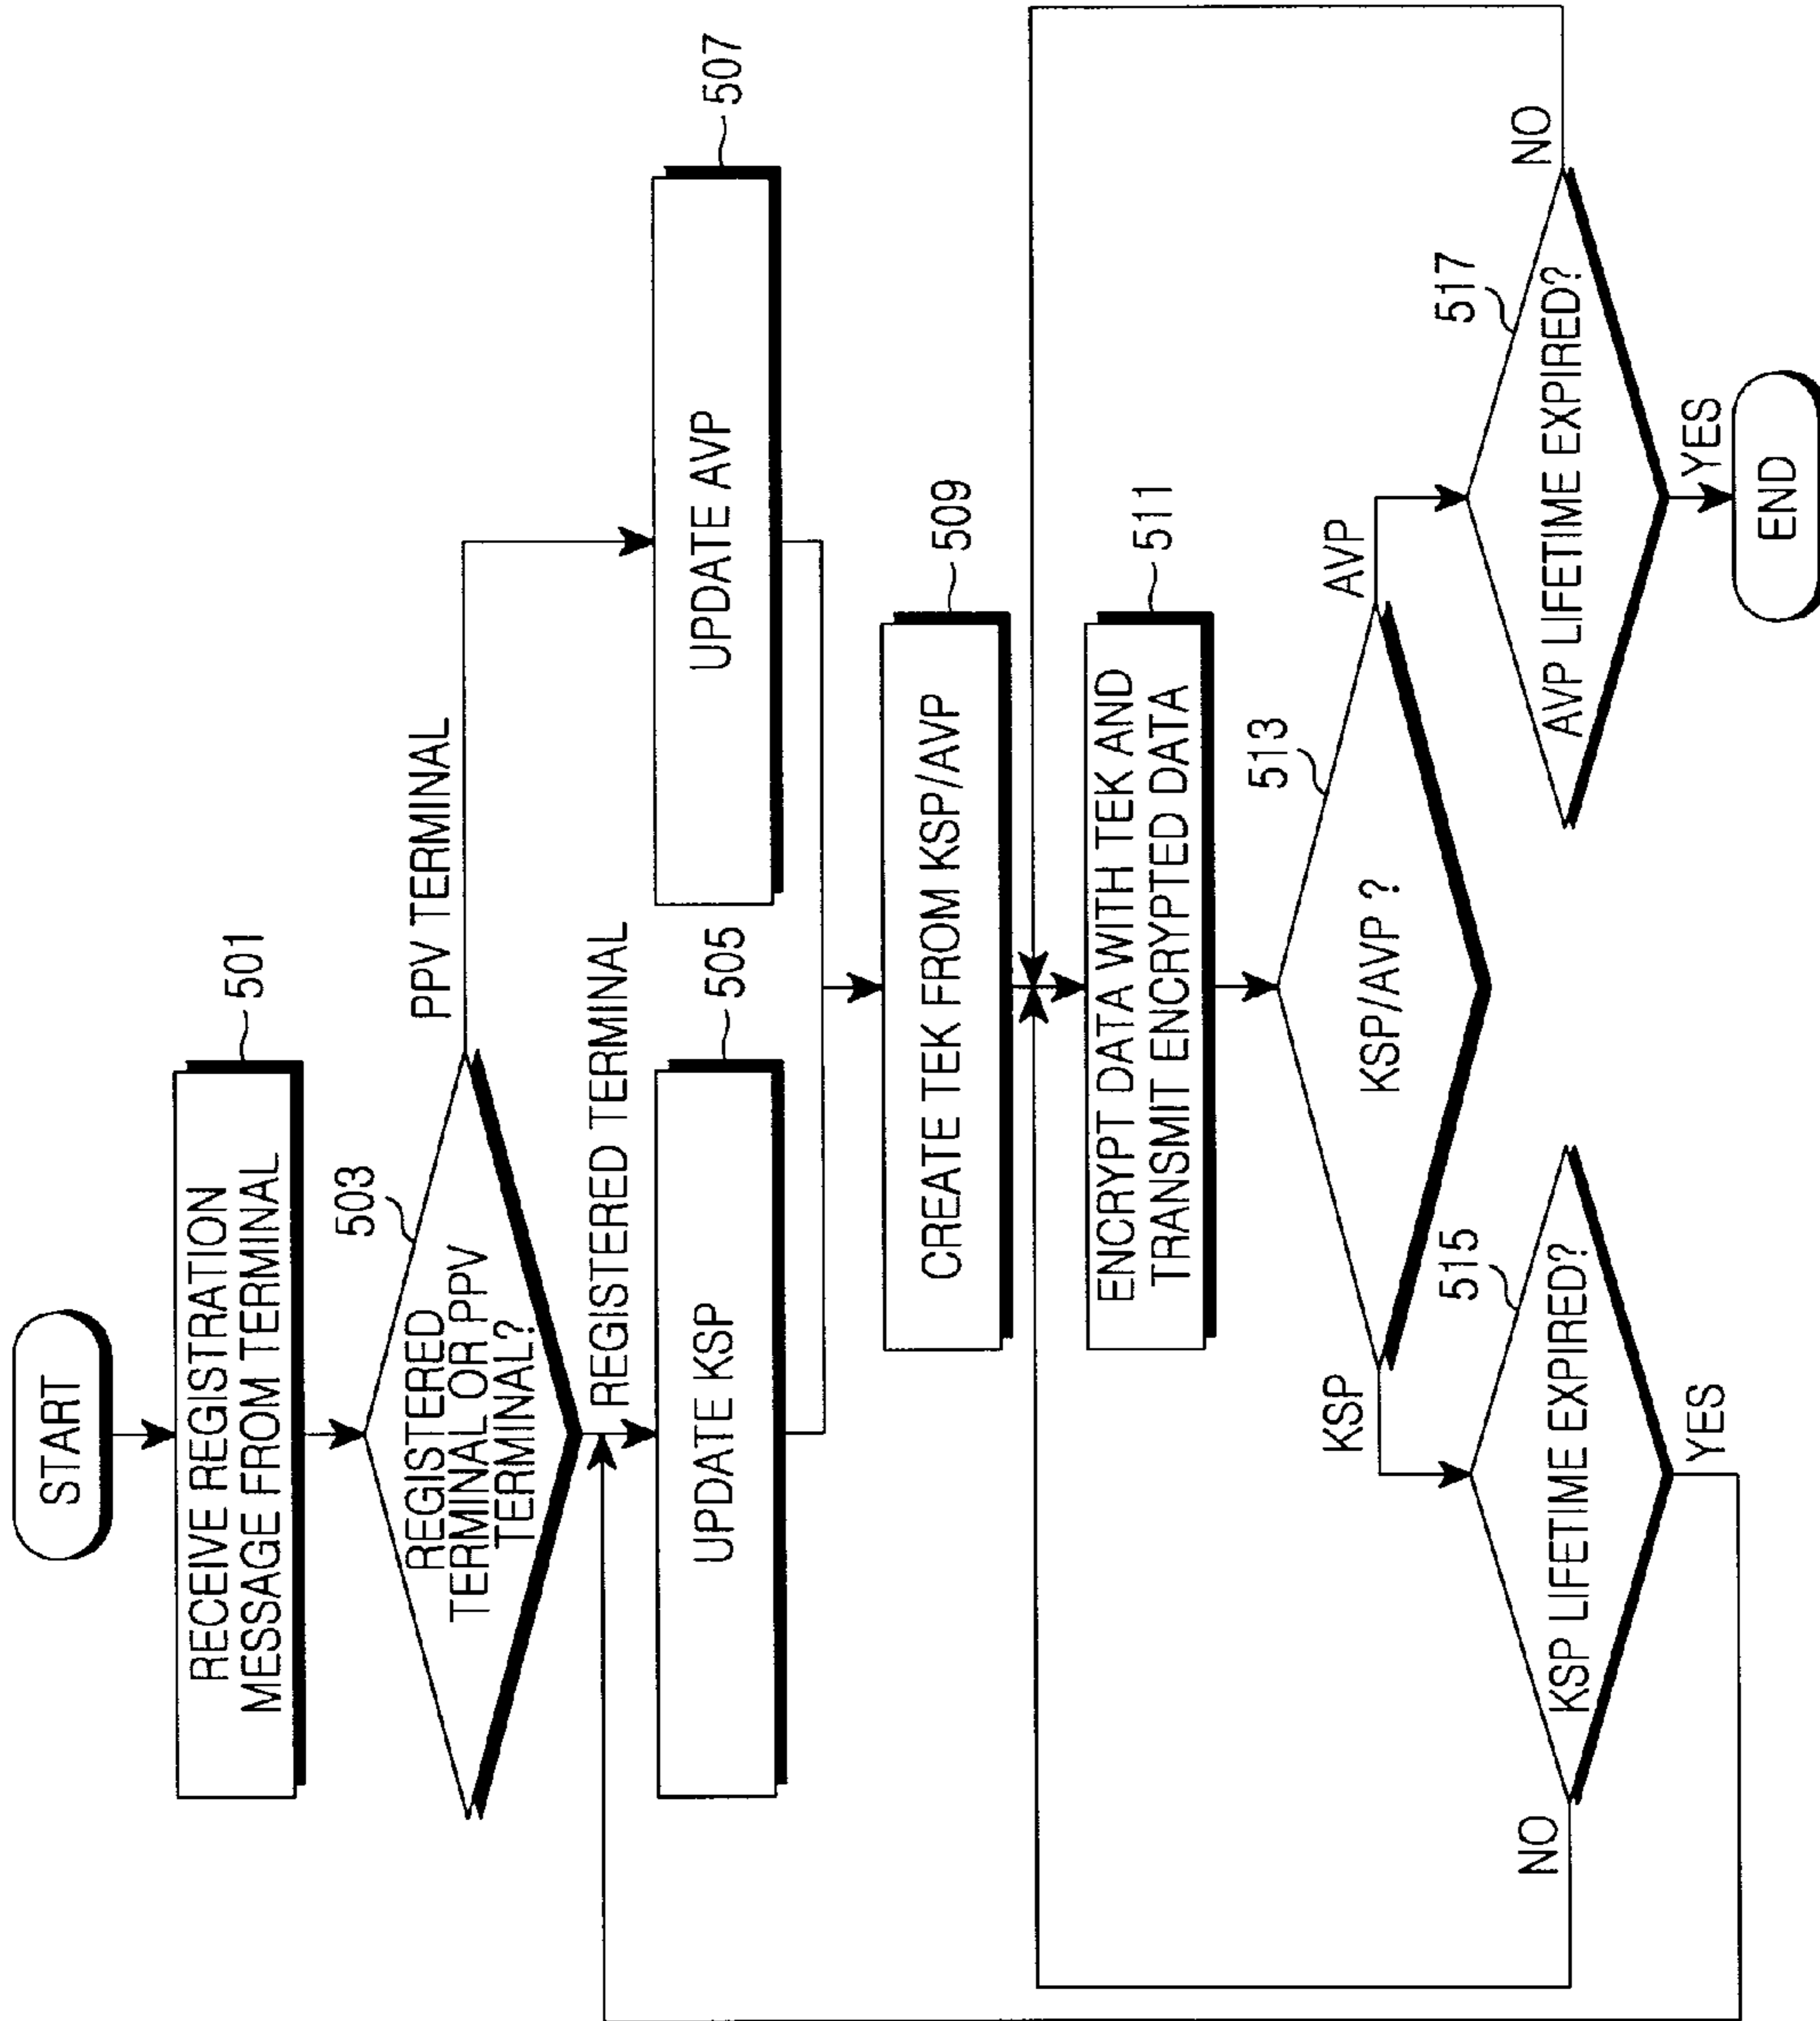 START
501
RECEIVE REGISTRATION
MESSAGE FROM TERMINAL
503
REGISTERED
TERMINAL OR PPV
TERMINAL?
PPV TERMINAL
REGISTERED TERMINAL
505
UPDATE KSP
507
UPDATE AVP
509
CREATE TEK FROM KSP/AVP
511
ENCRYPT DATA WITH TEK AND
TRANSMIT ENCRYPTED DATA
513
KSP/AVP ?
KSP
AVP
515
KSP LIFETIME EXPIRED?
NO
YES
517
AVP LIFETIME EXPIRED?
NO
YES
END